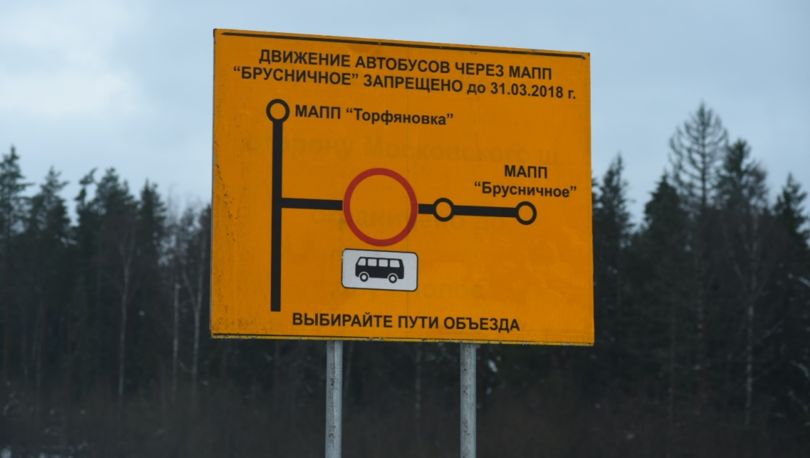 ДВИЖЕНИЕ АВТОБУСОВ ЧЕРЕЗ МАПП
“БРУСНИЧНОЕ” ЗАПРЕЩЕНО до 31.03.2018 г.
МАПП “Торфяновка”
МАПП
“Брусничное”
ВЫБИРАЙТЕ ПУТИ ОБЪЕЗДА